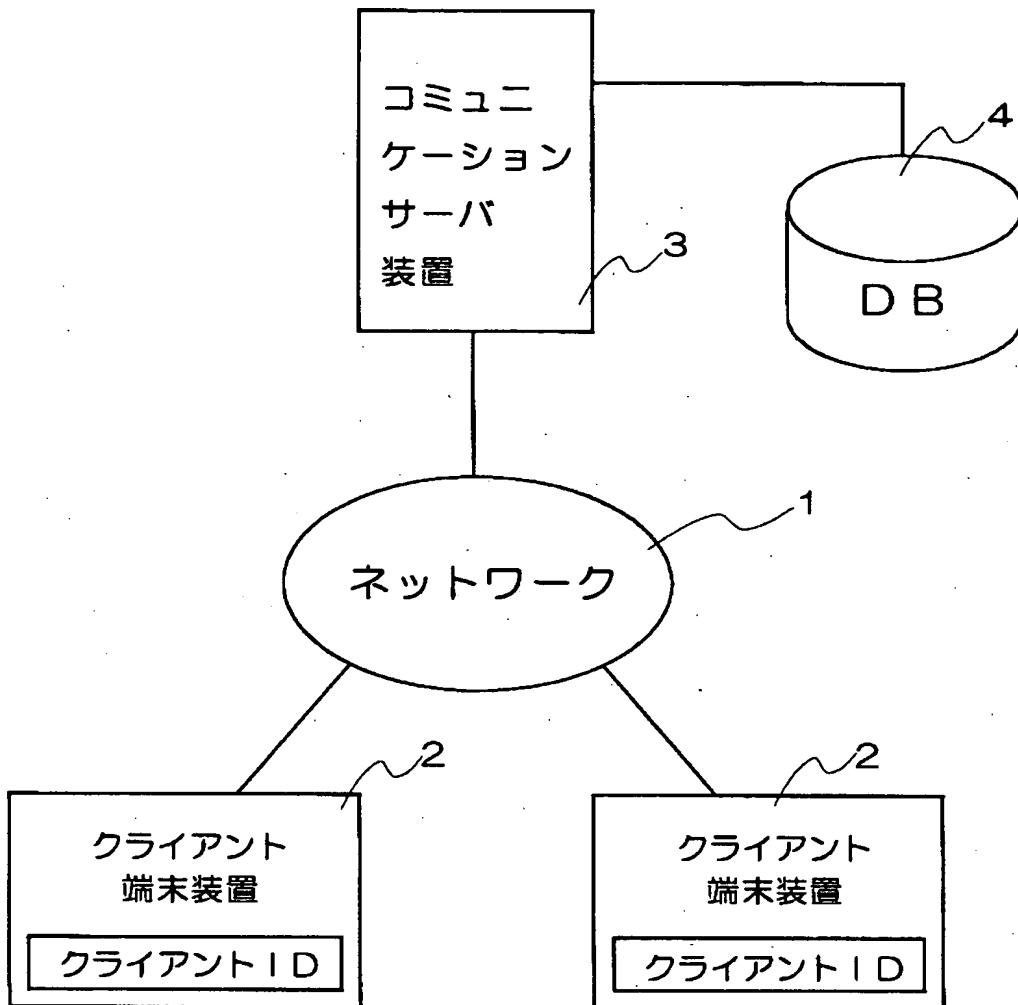 コミュニ
ケーション
サーバ
装置
3
4
DB
1
ネットワーク
2
クライアント
端末装置
クライアントID
2
クライアント
端末装置
クライアントID